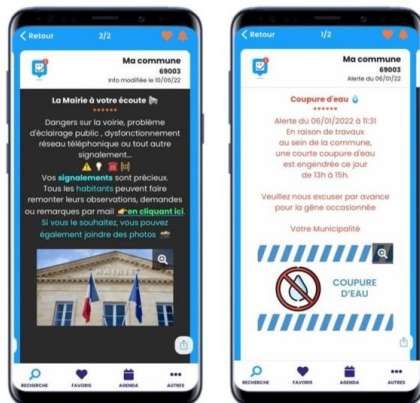 Retour
2/2
Ma commune
69003
Info modifiée le 10/06/22
La Mairie à votre écoute
******
Dangers sur la voirie, problème
d'éclairage public , dysfonctionnement
réseau téléphonique ou tout autre
signalement...
Vos signalements sont précieux.
Tous les habitants peuvent faire
remonter leurs observations, demandes
ou remarques par mail en cliquant ici.
Si vous le souhaitez, vous pouvez
également joindre des photos
MAIRIE
RECHERCHE
FAVORIS
AGENDA
AUTRES
Retour
1/2
Ma commune
69003
Alerte du 06/01/22
Coupure d'eau
******
Alerte du 06/01/2022 à 11:31
En raison de travaux
au sein de la commune,
une courte coupure d'eau
est engendrée ce jour
de 13h à 15h.
Veuillez nous excuser par avance
pour la gêne occasionnée
Votre Municipalité
COUPURE
D'EAU
RECHERCHE
FAVORIS
AGENDA
AUTRES